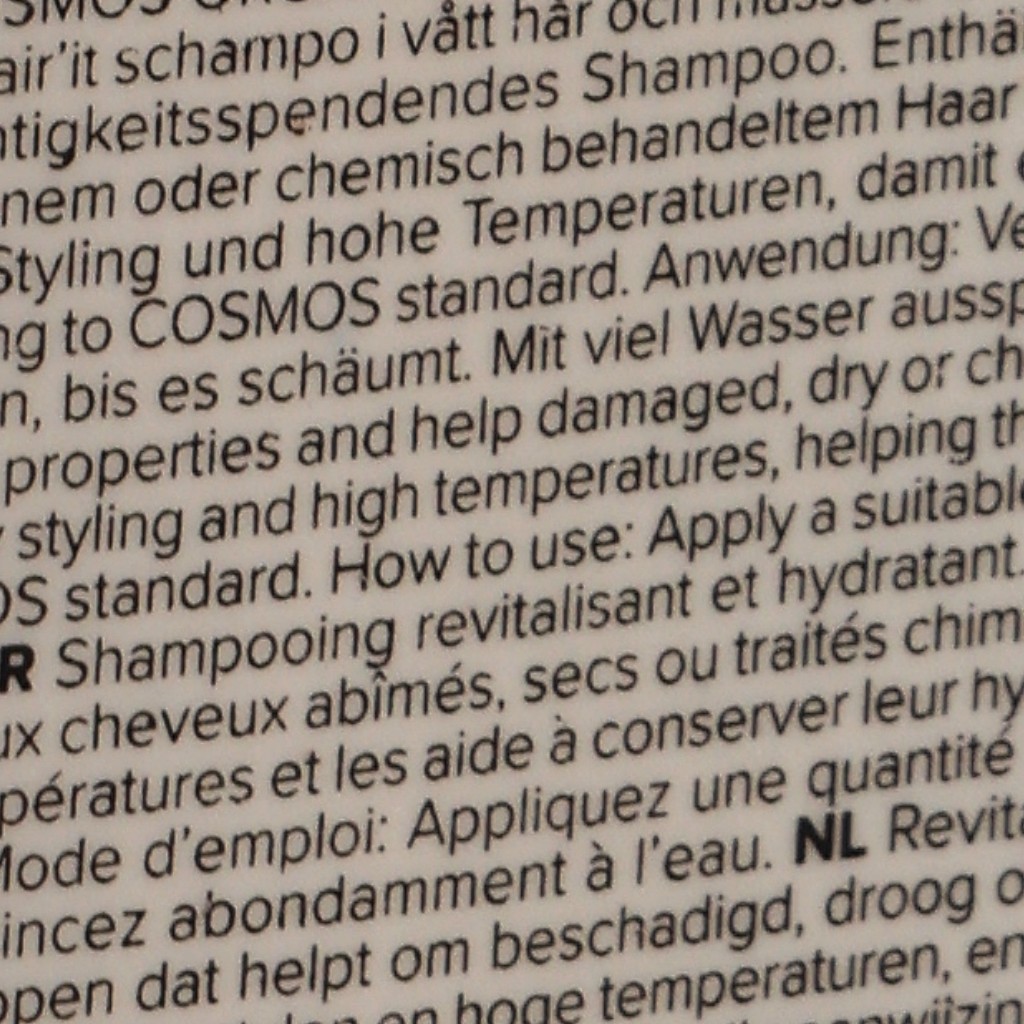 air'it schampo i vått hår och
tigkeitsspendendes Shampoo. Enthä
nem oder chemisch behandeltem Haar
Styling und hohe Temperaturen, damit
ng to COSMOS standard. Anwendung: Ve
n, bis es schäumt. Mit viel Wasser aussp
properties and help damaged, dry or ch
styling and high temperatures, helping th
OS standard. How to use: Apply a suitabl
R Shampooing revitalisant et hydratant.
ux cheveux abîmés, secs ou traités chim
pératures et les aide à conserver leur hy
Mode d'emploi: Appliquez une quantité
incez abondamment à l'eau. NL Revita
ppen dat helpt om beschadigd, droog o
en hoge temperaturen, en